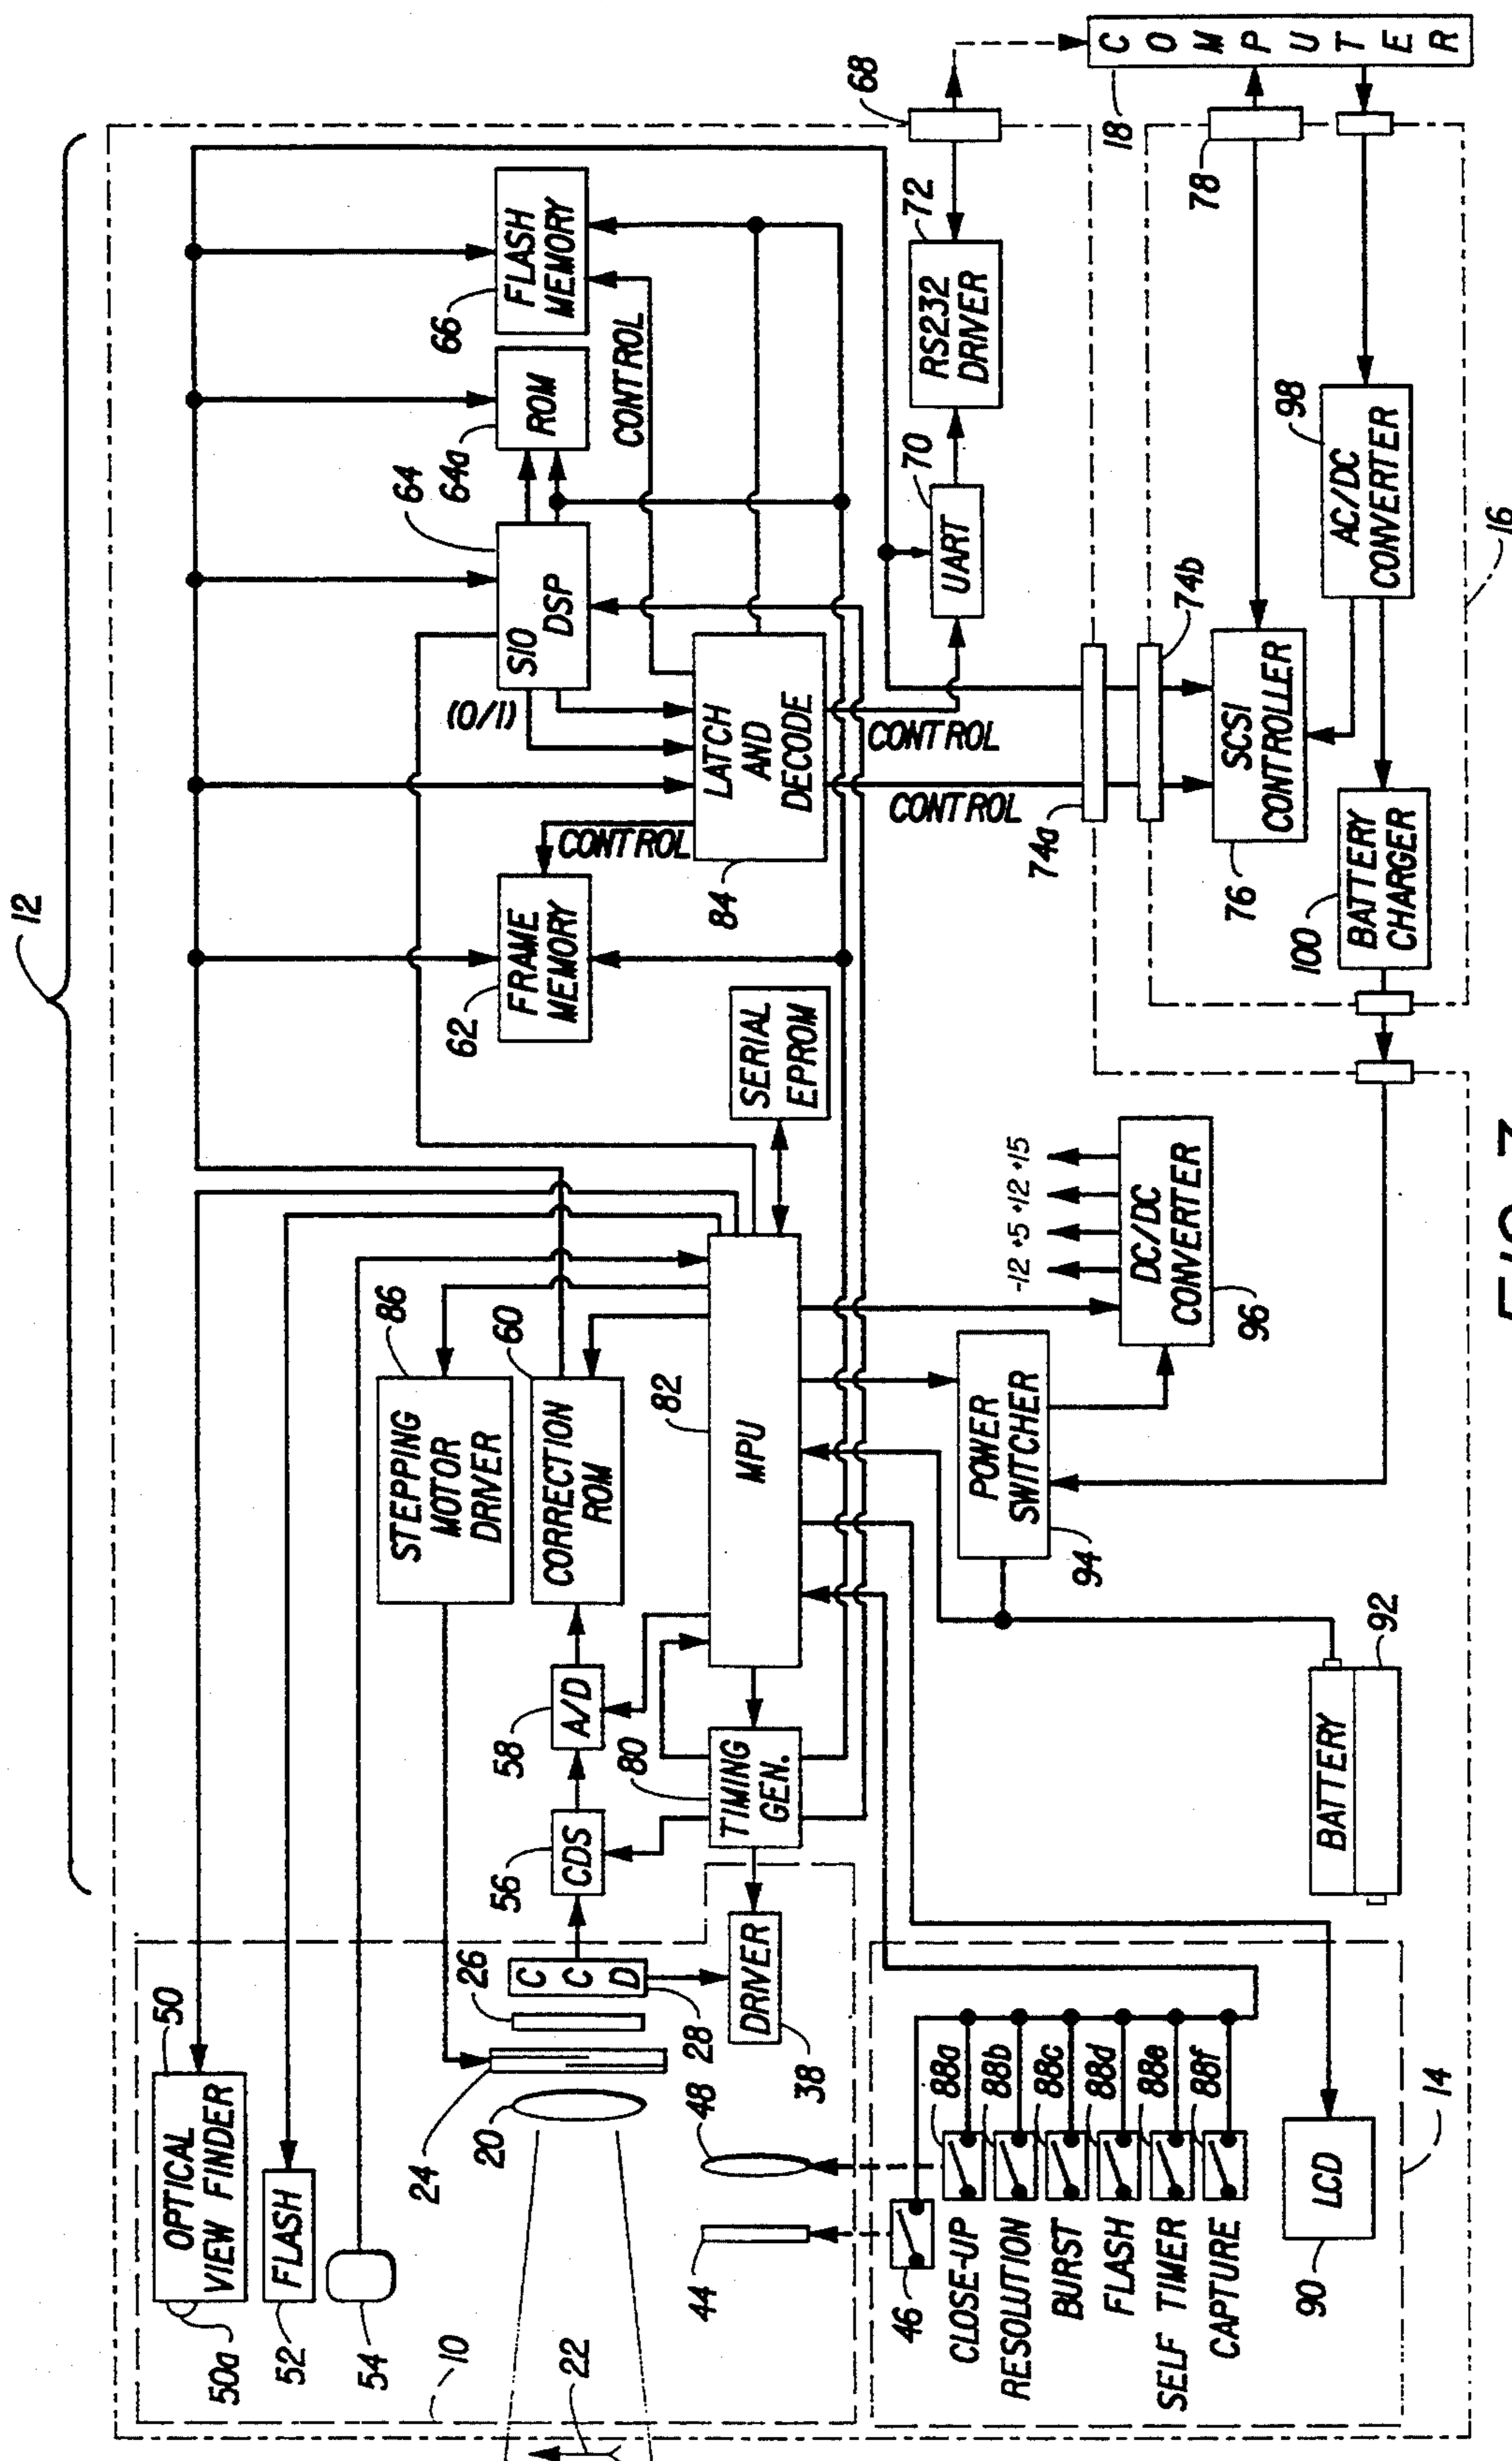 12
OPTICAL
VIEW FINDER
50
50a
FLASH
52
54
10
22
STEPPING
MOTOR
DRIVER
86
24
20
26
C
C
D
28
CDS
56
A/D
58
CORRECTION
ROM
60
DRIVER
38
TIMING
GEN.
80
MPU
82
SERIAL
EPROM
FRAME
MEMORY
62
CONTROL
LATCH
AND
DECODE
84
(0/1)
SIO
DSP
64
ROM
64a
FLASH
MEMORY
66
CONTROL
CONTROL
CONTROL
UART
70
RS232
DRIVER
72
68
C
O
M
P
U
T
E
R
18
44
48
46
CLOSE-UP
88a
RESOLUTION
88b
BURST
88c
FLASH
88d
SELF TIMER
88e
CAPTURE
88f
LCD
90
14
BATTERY
92
POWER
SWITCHER
94
DC/DC
CONVERTER
96
-12 +5 +12 +15
74a
74b
SCSI
CONTROLLER
76
78
AC/DC
CONVERTER
98
BATTERY
CHARGER
100
16